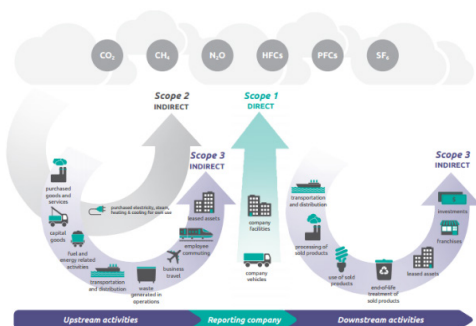 CO2
CH4
N2O
HFCs
PFCs
SF6
Scope 2
INDIRECT
Scope 1
DIRECT
Scope 3
INDIRECT
Scope 3
INDIRECT
purchased
goods and
services
capital
goods
fuel and
energy related
activities
transportation
and distribution
waste
generated in
operations
business
travel
employee
commuting
leased assets
purchased electricity, steam,
heating & cooling for own use
company
facilities
company
vehicles
transportation
and distribution
processing of
sold products
use of sold
products
end-of-life
treatment of
sold products
leased assets
franchises
investments
Upstream activities
Reporting company
Downstream activities